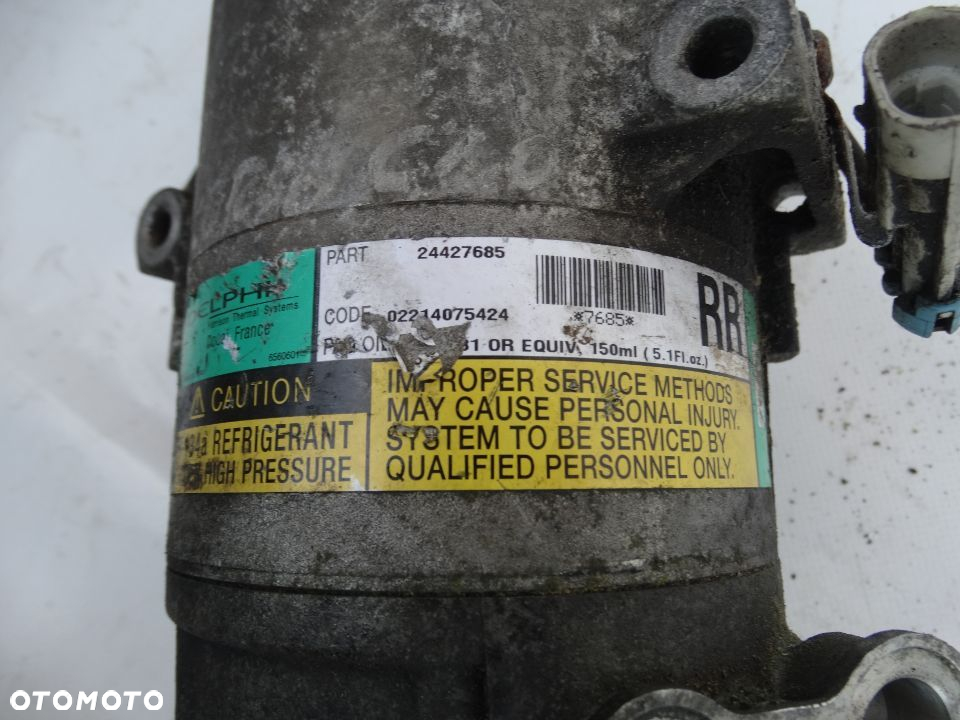 PART 24427685
*7685*
RR
CODE 02214075424
OR EQUIV. 150ml (5.1Fl.oz.)
Thermal Systems
France
CAUTION
REFRIGERANT
HIGH PRESSURE
IMPROPER SERVICE METHODS
MAY CAUSE PERSONAL INJURY.
SYSTEM TO BE SERVICED BY
QUALIFIED PERSONNEL ONLY.
OTOMOTO